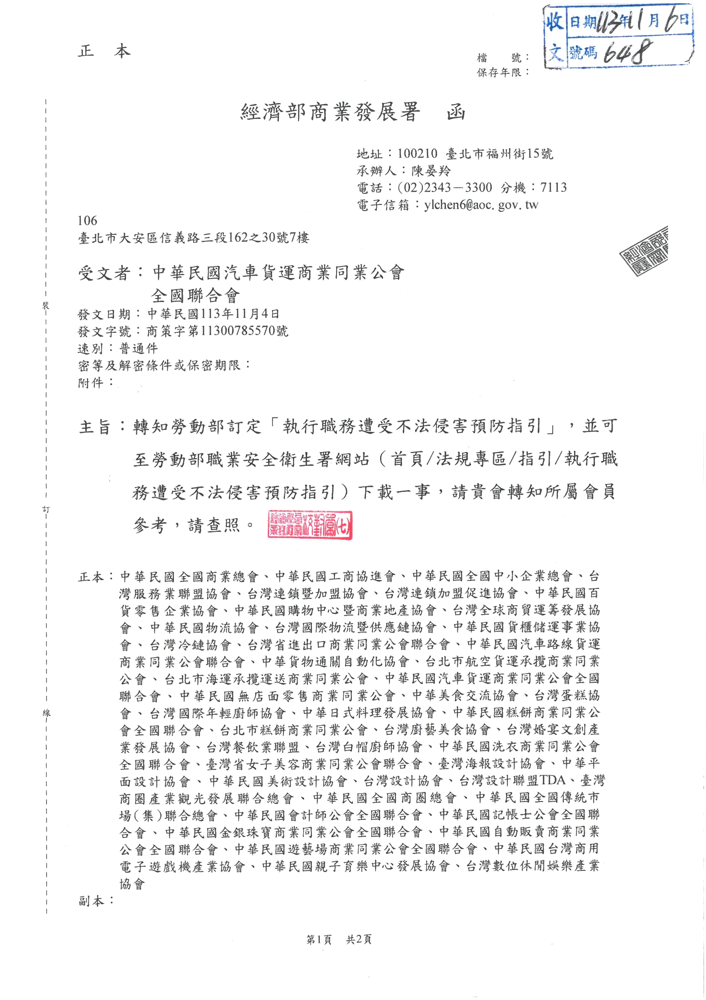 收文 日期113年11月6日
號碼 648
正 本
檔 號：
保存年限：
經濟部商業發展署 函
地址：100210 臺北市福州街15號
承辦人：陳晏羚
電話：(02)2343－3300 分機：7113
電子信箱：ylchen6@aoc.gov.tw
106
臺北市大安區信義路三段162之30號7樓
受文者：中華民國汽車貨運商業同業公會
全國聯合會
發文日期：中華民國113年11月4日
發文字號：商策字第11300785570號
速別：普通件
密等及解密條件或保密期限：
附件：
主旨：轉知勞動部訂定「執行職務遭受不法侵害預防指引」，並可
至勞動部職業安全衛生署網站（首頁/法規專區/指引/執行職
務遭受不法侵害預防指引）下載一事，請貴會轉知所屬會員
參考，請查照。
正本：中華民國全國商業總會、中華民國工商協進會、中華民國全國中小企業總會、台
灣服務業聯盟協會、台灣連鎖暨加盟協會、台灣連鎖加盟促進協會、中華民國百
貨零售企業協會、中華民國購物中心暨商業地產協會、台灣全球商貿運籌發展協
會、中華民國物流協會、台灣國際物流暨供應鏈協會、中華民國貨櫃儲運事業協
會、台灣冷鏈協會、台灣省進出口商業同業公會聯合會、中華民國汽車路線貨運
商業同業公會聯合會、中華貨物通關自動化協會、台北市航空貨運承攬商業同業
公會、台北市海運承攬運送商業同業公會、中華民國汽車貨運商業同業公會全國
聯合會、中華民國無店面零售商業同業公會、中華美食交流協會、台灣蛋糕協
會、台灣國際年輕廚師協會、中華日式料理發展協會、中華民國糕餅商業同業公
會全國聯合會、台北市糕餅商業同業公會、台灣廚藝美食協會、台灣婚宴文創產
業發展協會、台灣餐飲業聯盟、台灣白帽廚師協會、中華民國洗衣商業同業公會
全國聯合會、臺灣省女子美容商業同業公會聯合會、臺灣海報設計協會、中華平
面設計協會、中華民國美術設計協會、台灣設計協會、台灣設計聯盟TDA、臺灣
商圈產業觀光發展聯合總會、中華民國全國商圈總會、中華民國全國傳統市
場(集)聯合總會、中華民國會計師公會全國聯合會、中華民國記帳士公會全國聯
合會、中華民國金銀珠寶商業同業公會全國聯合會、中華民國自動販賣商業同業
公會全國聯合會、中華民國遊藝場商業同業公會全國聯合會、中華民國台灣商用
電子遊戲機產業協會、中華民國親子育樂中心發展協會、台灣數位休閒娛樂產業
協會
副本：
裝
訂
線
第1頁 共2頁